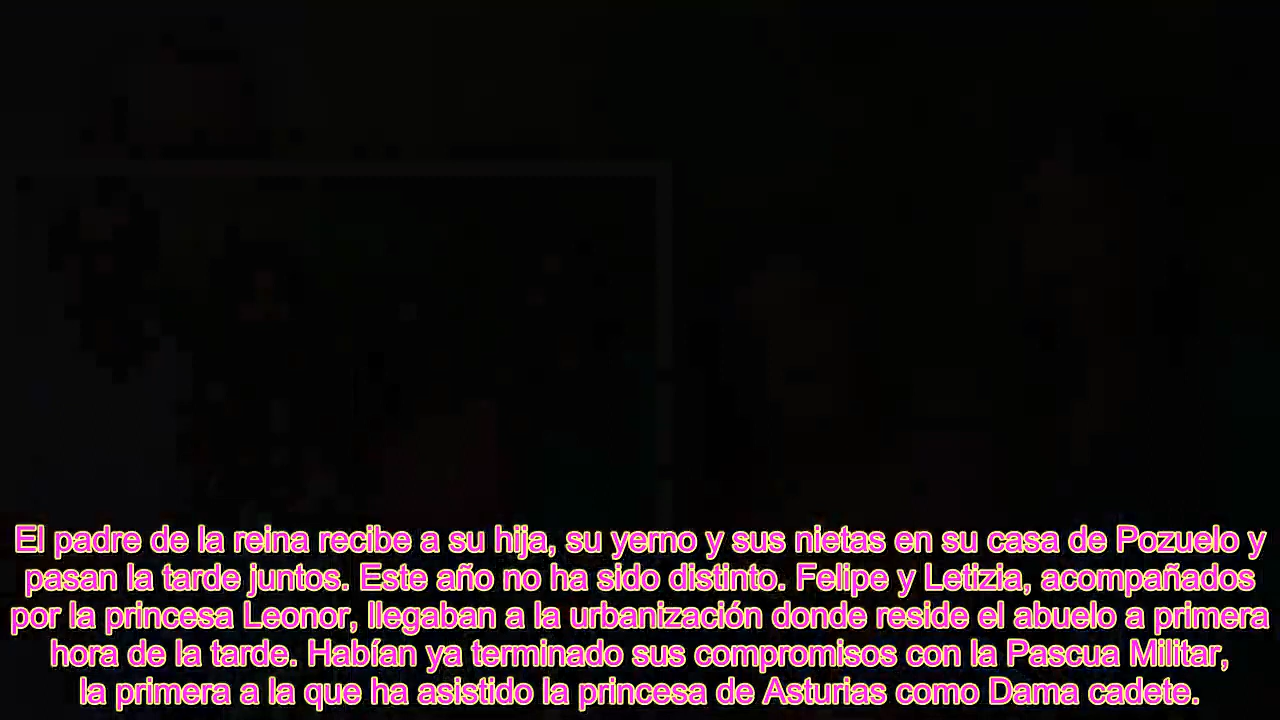 El padre de la reina recibe a su hija, su yerno y sus nietas en su casa de Pozuelo y
pasan la tarde juntos. Este año no ha sido distinto. Felipe y Letizia, acompañados
por la princesa Leonor, llegaban a la urbanización donde reside el abuelo a primera
hora de la tarde. Habían ya terminado sus compromisos con la Pascua Militar,
la primera a la que ha asistido la princesa de Asturias como Dama cadete.